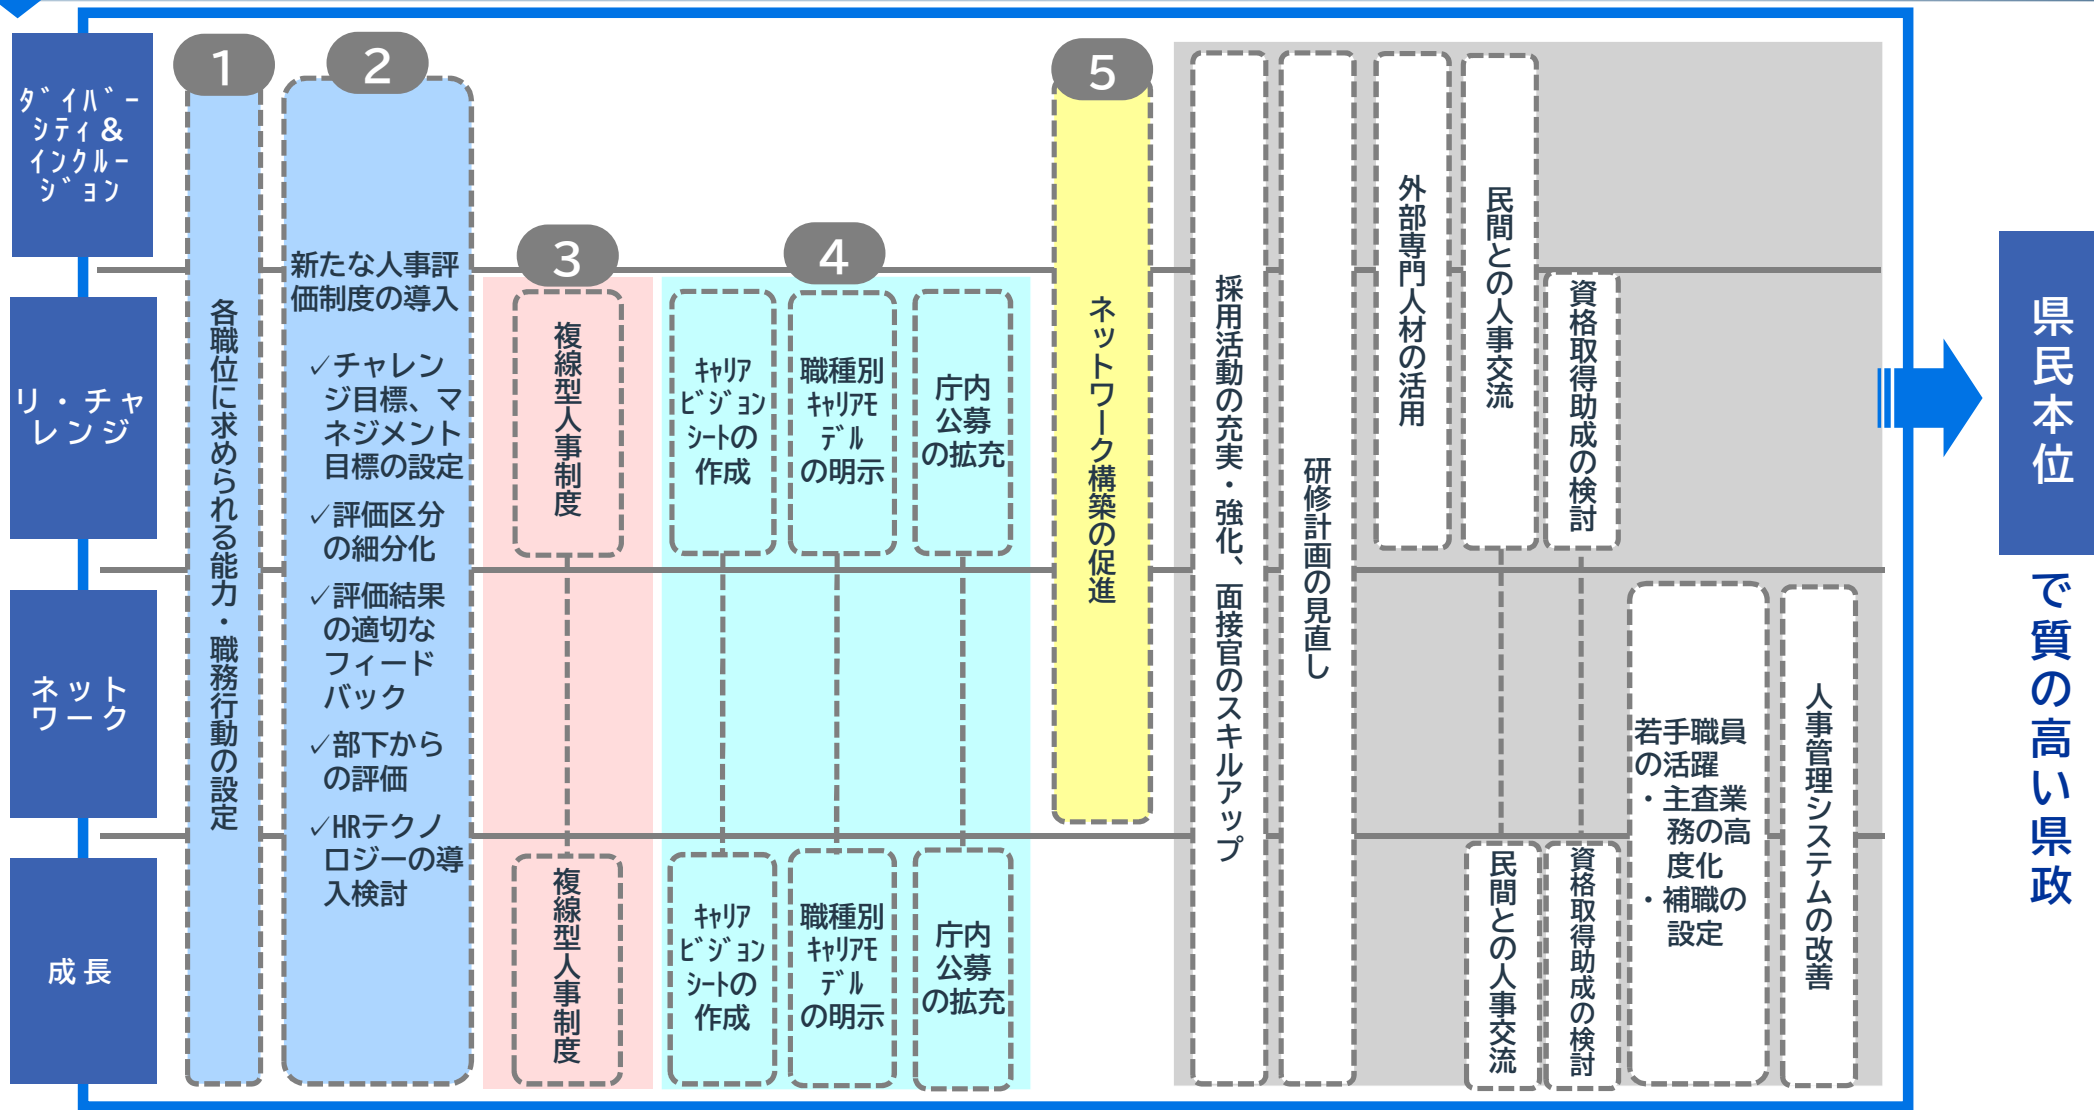 ﾀﾞｲﾊﾞｰ
ｼﾃｨ＆
ｲﾝｸﾙｰ
ｼﾞｮﾝ
リ・チャ
レンジ
ネット
ワーク
成長
1
各職位に求められる能力・職務行動の設定
2
新たな人事評
価制度の導入
✓チャレン
ジ目標、マ
ネジメント
目標の設定
✓評価区分
の細分化
✓評価結果
の適切な
フィード
バック
✓部下から
の評価
✓HRテクノ
ロジーの導
入検討
3
複線型人事制度
複線型人事制度
4
ｷｬﾘｱ
ﾋﾞｼﾞｮﾝ
ｼｰﾄの
作成
職種別
ｷｬﾘｱﾓ
ﾃﾞﾙ
の明示
庁内
公募
の拡充
ｷｬﾘｱ
ﾋﾞｼﾞｮﾝ
ｼｰﾄの
作成
職種別
ｷｬﾘｱﾓ
ﾃﾞﾙ
の明示
庁内
公募
の拡充
5
ネットワーク構築の促進
採用活動の充実・強化、面接官のスキルアップ
研修計画の見直し
外部専門人材の活用
民間との人事交流
資格取得助成の検討
民間との人事交流
資格取得助成の検討
若手職員
の活躍
・主査業
務の高
度化
・補職の
設定
人事管理システムの改善
県民本位
で質の高い県政